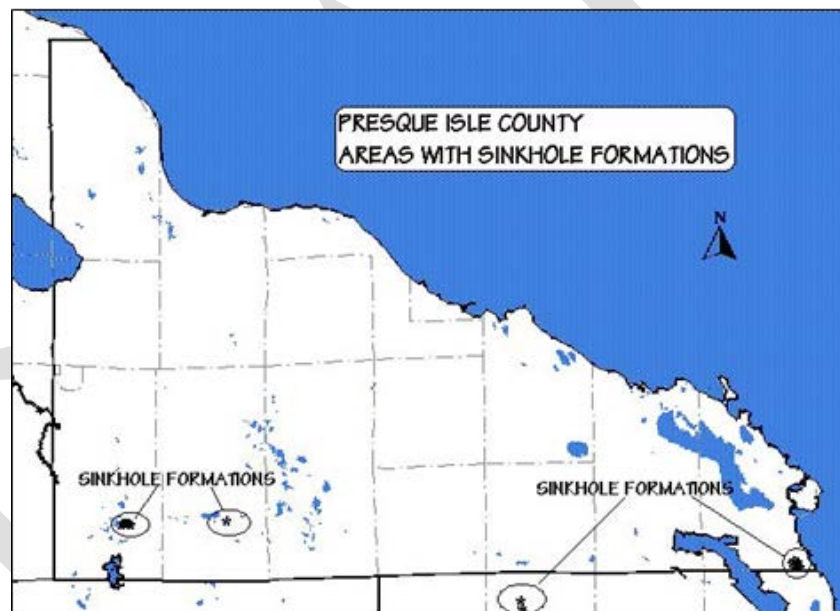 PRESQUE ISLE COUNTY
AREAS WITH SINKHOLE FORMATIONS
N
SINKHOLE FORMATIONS
SINKHOLE FORMATIONS